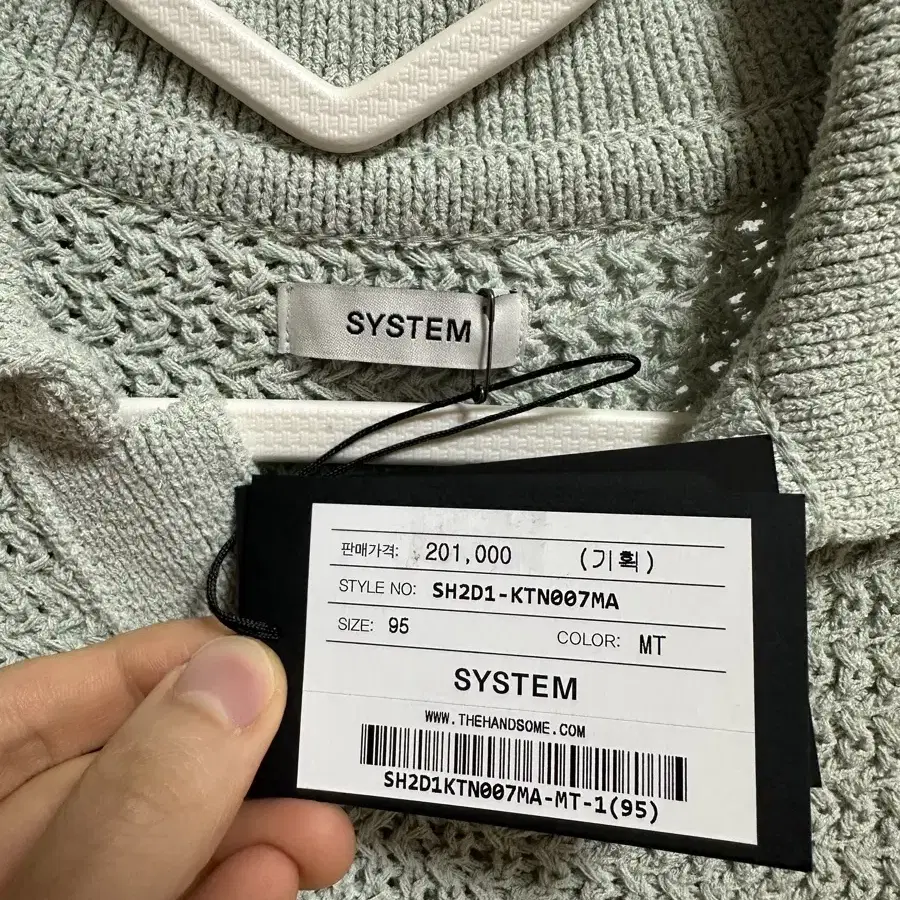 SYSTEM
판매가격: 201,000 (기획)
STYLE NO: SH2D1-KTN007MA
SIZE: 95 COLOR: MT
SYSTEM
WWW.THEHANDSOME.COM
SH2D1KTN007MA-MT-1(95)